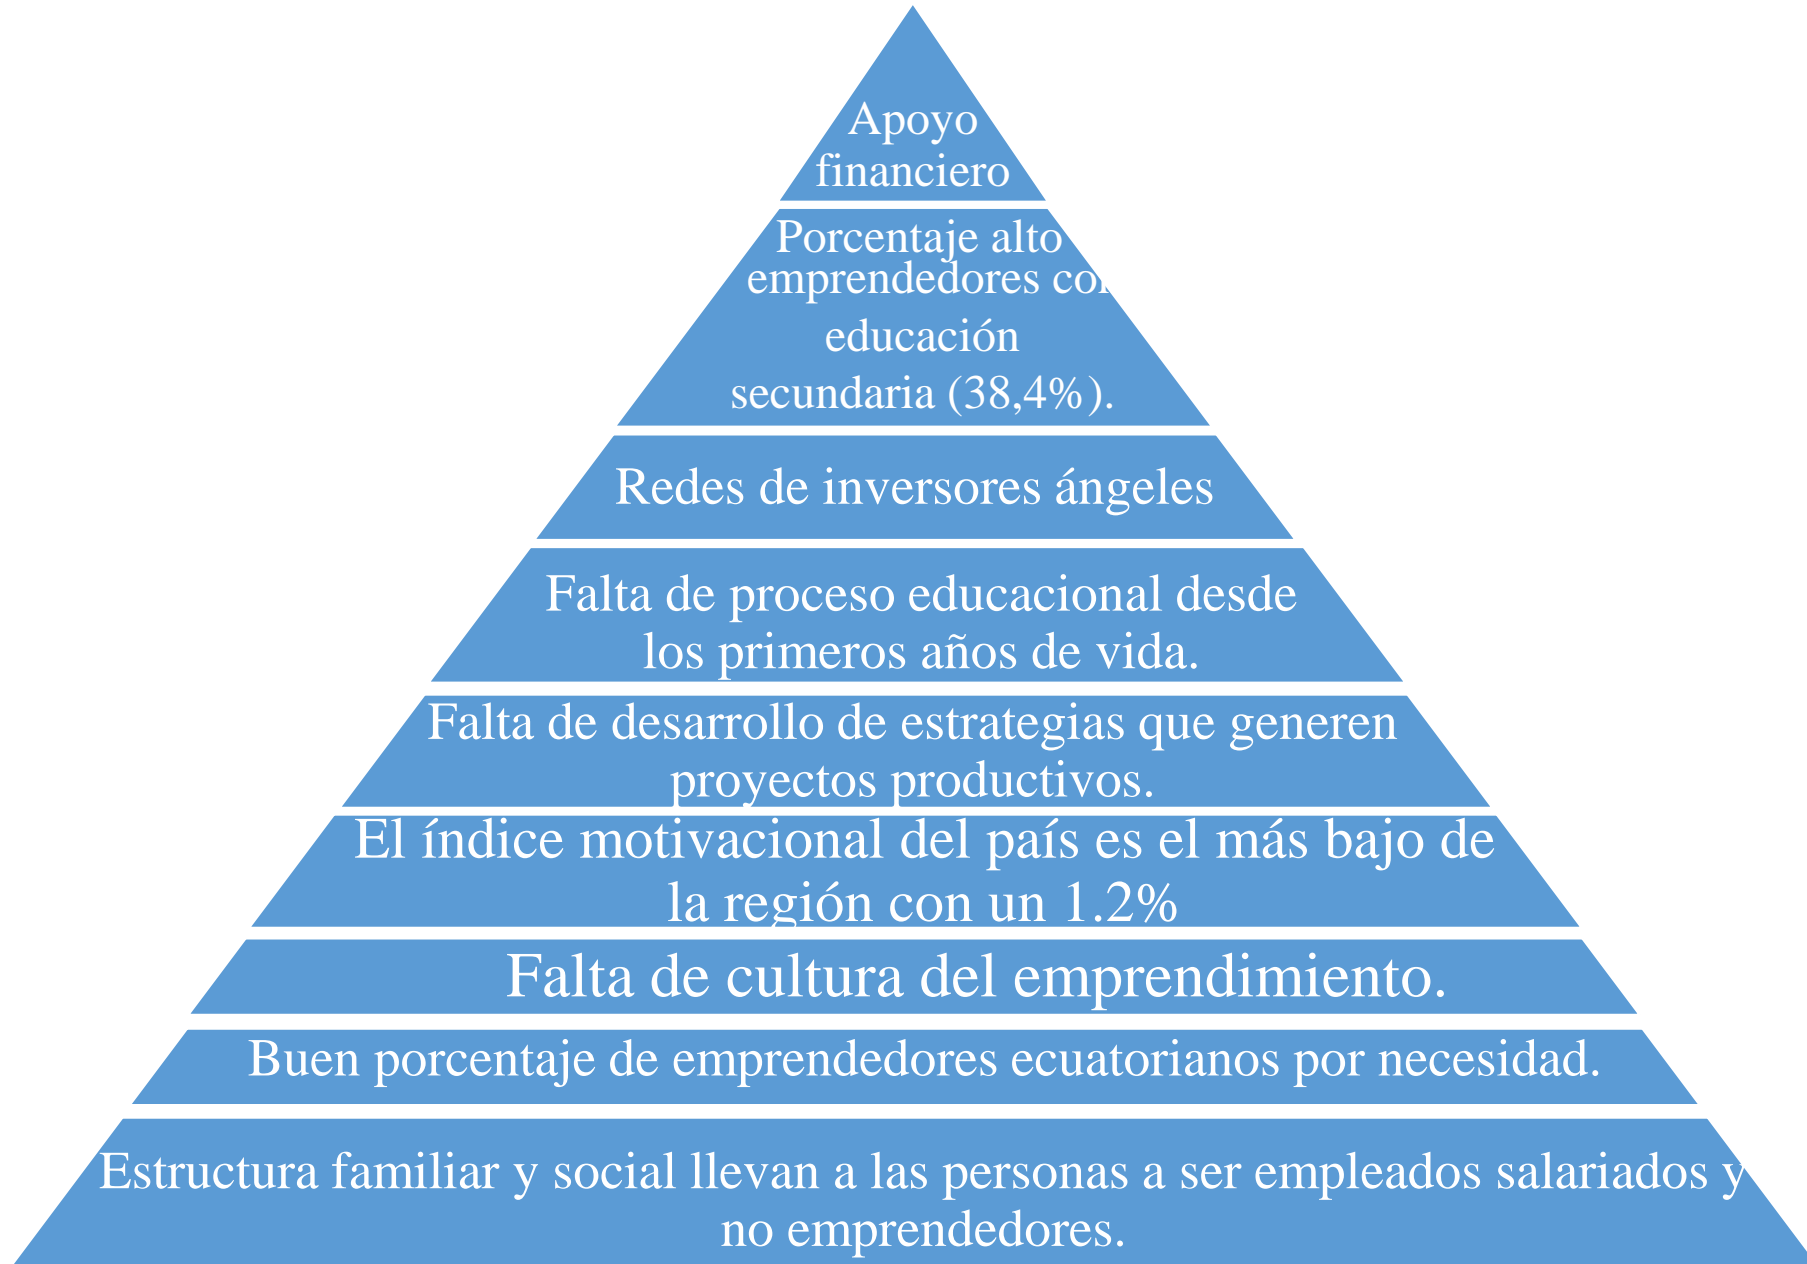 Apoyo
financiero
Porcentaje alto
emprendedores con
educación
secundaria (38,4%).
Redes de inversores ángeles
Falta de proceso educacional desde
los primeros años de vida.
Falta de desarrollo de estrategias que generen
proyectos productivos.
El índice motivacional del país es el más bajo de
la región con un 1.2%
Falta de cultura del emprendimiento.
Buen porcentaje de emprendedores ecuatorianos por necesidad.
Estructura familiar y social llevan a las personas a ser empleados salariados y
no emprendedores.